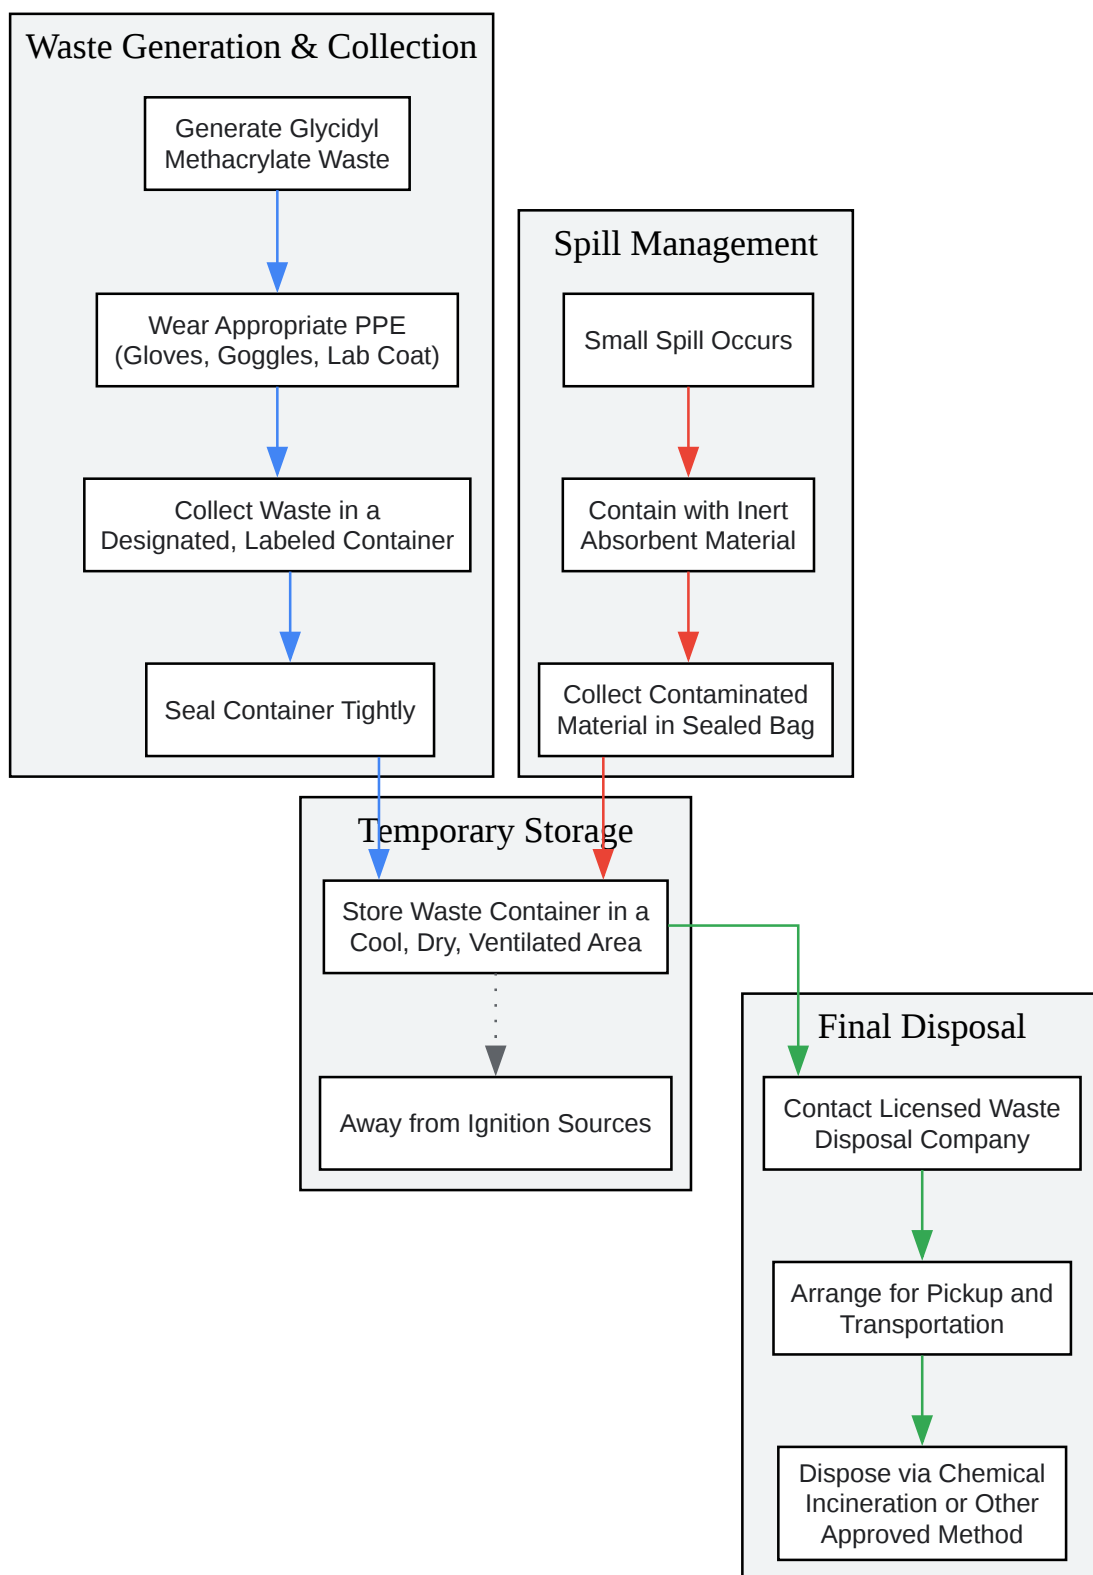 Waste Generation & Collection
Generate Glycidyl
Methacrylate Waste
Wear Appropriate PPE
(Gloves, Goggles, Lab Coat)
Collect Waste in a
Designated, Labeled Container
Seal Container Tightly
Spill Management
Small Spill Occurs
Contain with Inert
Absorbent Material
Collect Contaminated
Material in Sealed Bag
Temporary Storage
Store Waste Container in a
Cool, Dry, Ventilated Area
Away from Ignition Sources
Final Disposal
Contact Licensed Waste
Disposal Company
Arrange for Pickup and
Transportation
Dispose via Chemical
Incineration or Other
Approved Method